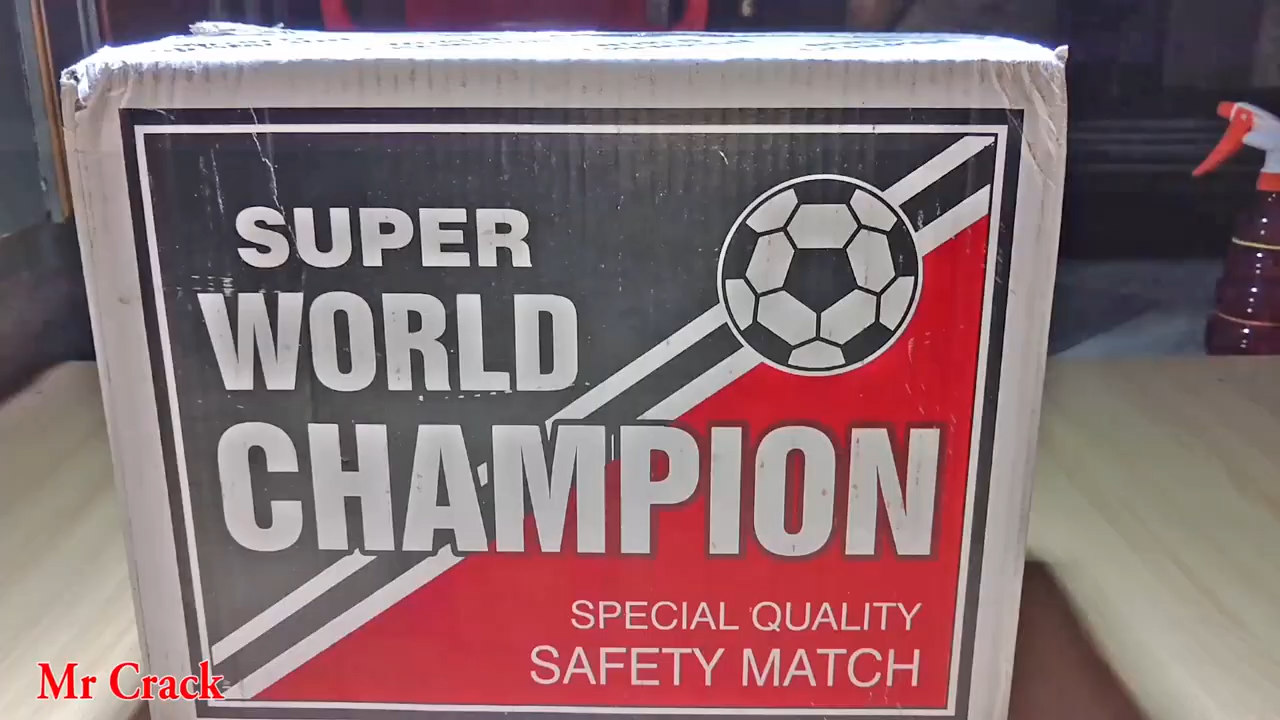 SUPER
WORLD
CHAMPION
SPECIAL QUALITY
SAFETY MATCH
Mr Crack